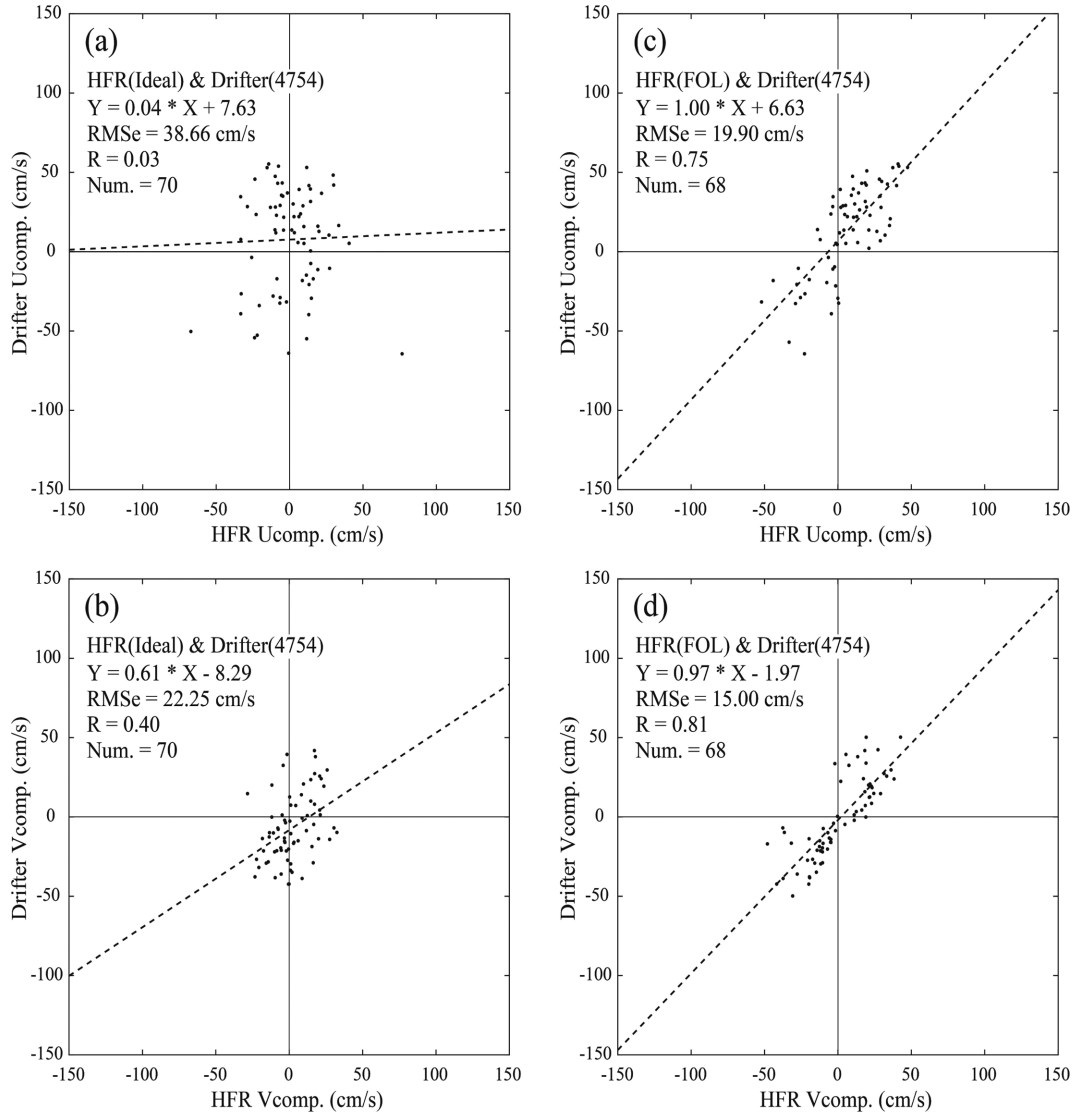 (a)
HFR(Ideal) & Drifter(4754)
Y = 0.04 * X + 7.63
RMSe = 38.66 cm/s
R = 0.03
Num. = 70
150
100
50
0
-50
-100
-150
Drifter Ucomp. (cm/s)
-150 -100 -50 0 50 100 150
HFR Ucomp. (cm/s)
(c)
HFR(FOL) & Drifter(4754)
Y = 1.00 * X + 6.63
RMSe = 19.90 cm/s
R = 0.75
Num. = 68
150
100
50
0
-50
-100
-150
Drifter Ucomp. (cm/s)
-150 -100 -50 0 50 100 150
HFR Ucomp. (cm/s)
(b)
HFR(Ideal) & Drifter(4754)
Y = 0.61 * X - 8.29
RMSe = 22.25 cm/s
R = 0.40
Num. = 70
150
100
50
0
-50
-100
-150
Drifter Vcomp. (cm/s)
-150 -100 -50 0 50 100 150
HFR Vcomp. (cm/s)
(d)
HFR(FOL) & Drifter(4754)
Y = 0.97 * X - 1.97
RMSe = 15.00 cm/s
R = 0.81
Num. = 68
150
100
50
0
-50
-100
-150
Drifter Vcomp. (cm/s)
-150 -100 -50 0 50 100 150
HFR Vcomp. (cm/s)